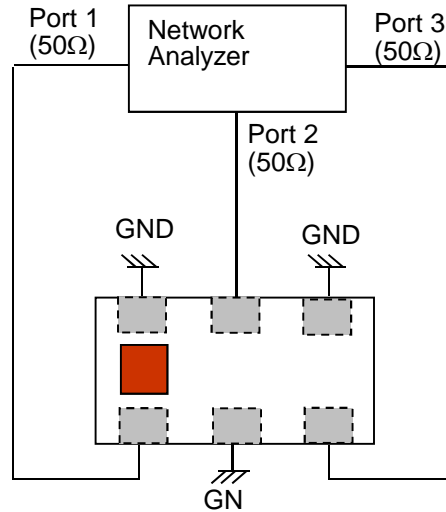 Port 1
(50Ω)
Network
Analyzer
Port 3
(50Ω)
Port 2
(50Ω)
GND
GND
GN